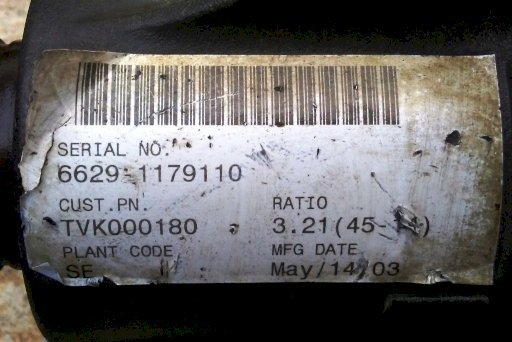 SERIAL NO.
6629-1179110
CUST.PN. RATIO
TVK000180 3.21(45-
PLANT CODE MFG DATE
SE May/14/03